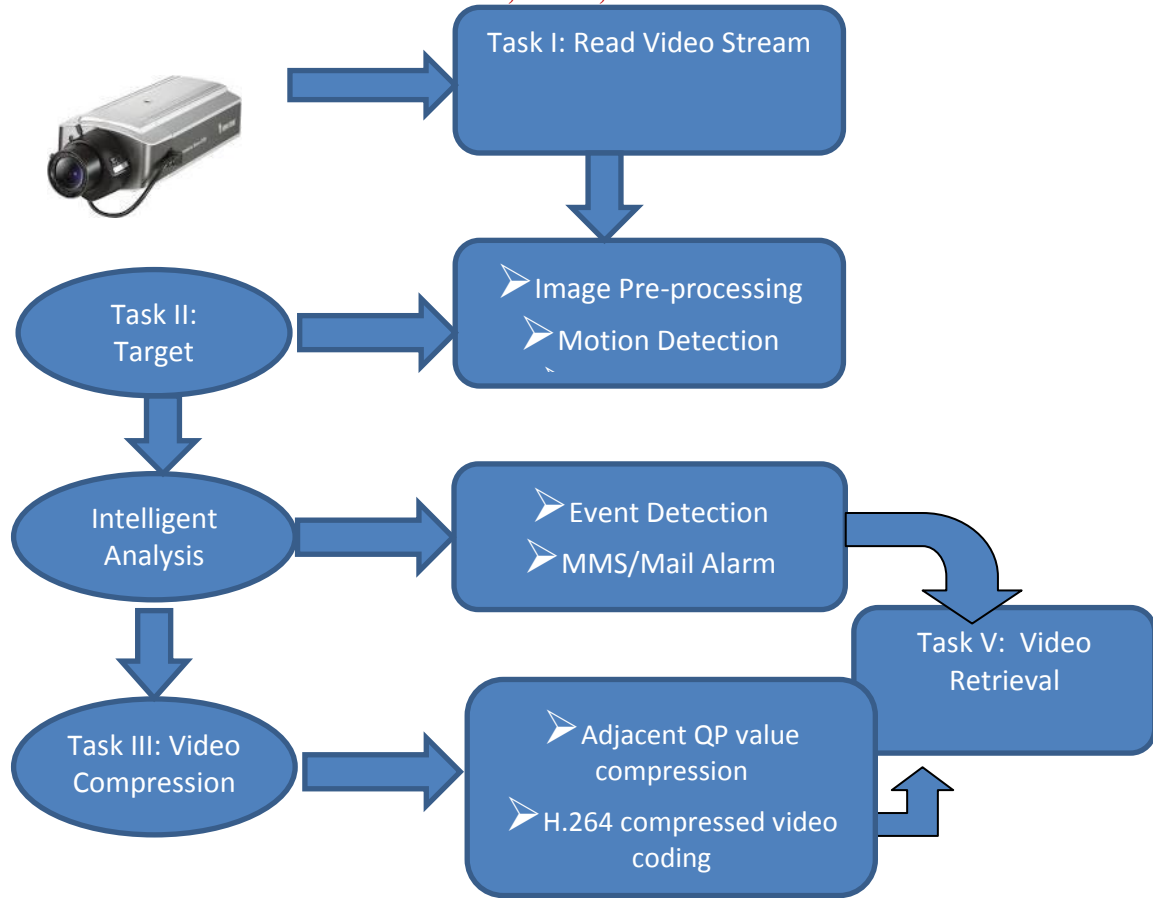 Task I: Read Video Stream
Image Pre-processing
Motion Detection
Task II:
Target
Intelligent
Analysis
Event Detection
MMS/Mail Alarm
Task V: Video
Retrieval
Task III: Video
Compression
Adjacent QP value
compression
H.264 compressed video
coding